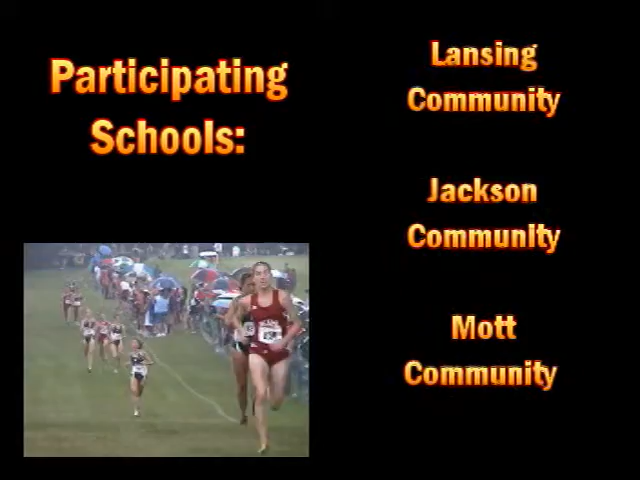 Participating
Schools:
Lansing
Community
Jackson
Community
Mott
Community